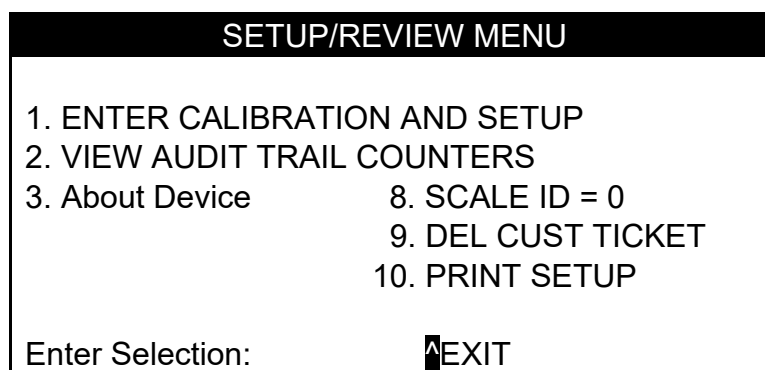 SETUP/REVIEW MENU
1. ENTER CALIBRATION AND SETUP
2. VIEW AUDIT TRAIL COUNTERS
3. About Device 8. SCALE ID = 0
9. DEL CUST TICKET
10. PRINT SETUP
Enter Selection: ^EXIT